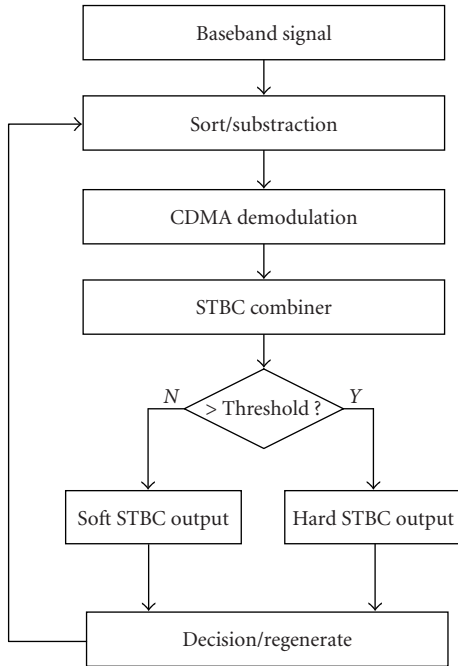 Baseband signal
Sort/substraction
CDMA demodulation
STBC combiner
N
> Threshold ?
Y
Soft STBC output
Hard STBC output
Decision/regenerate